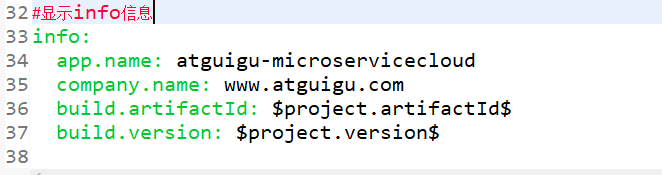 32 #显示info信息
33 info:
34   app.name: atguigu-microservicecloud
35   company.name: www.atguigu.com
36   build.artifactId: $project.artifactId$
37   build.version: $project.version$
38